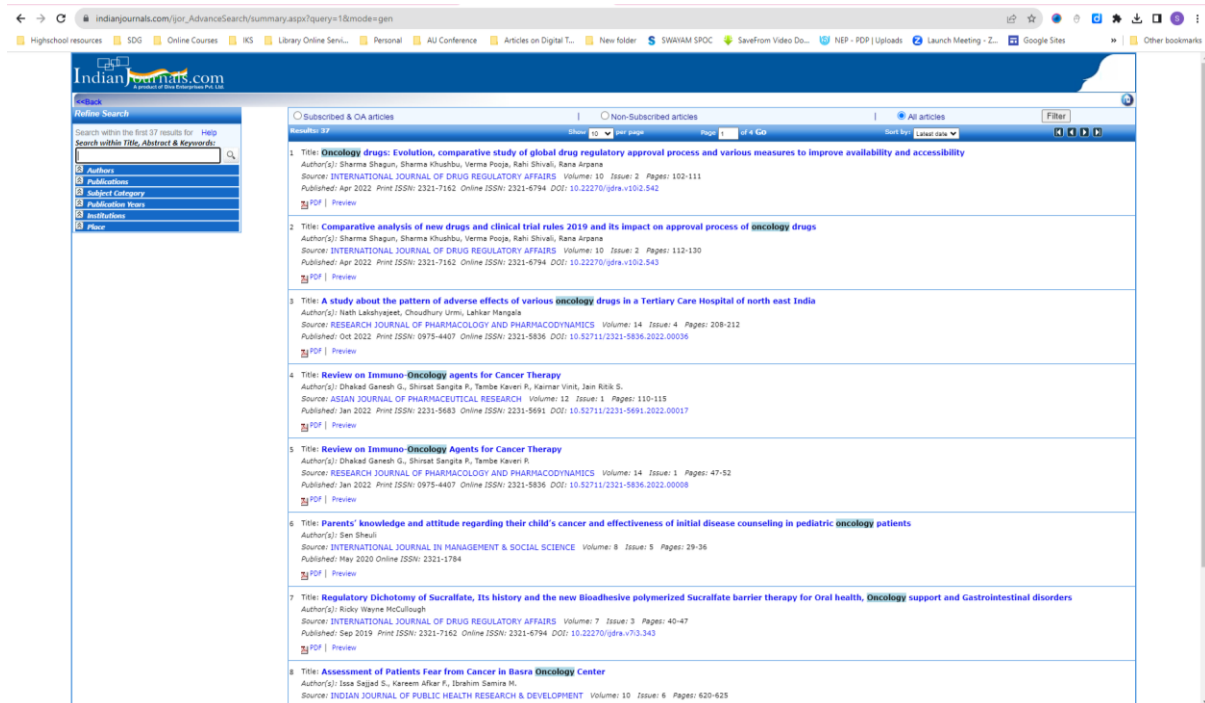 indianjournals.com/ijor_AdvanceSearch/summary.aspx?query=1&mode=gen
Highschool resources SDG Online Courses IKS Library Online Servi... Personal AU Conference Articles on Digital T... New folder SWAYAM SPOC SaveFrom Video Do... NEP - PDP | Uploads Launch Meeting - Z... Google Sites » Other bookmarks
IndianJournals.com
A product of Diva Enterprises Pvt. Ltd.
<<Back
Refine Search
Search within the first 37 results for Help
Search within Title, Abstract & Keywords:
Authors
Publications
Subject Category
Publication Years
Institutions
Place
Subscribed & OA articles | Non-Subscribed articles | All articles Filter
Results: 37 Show 10 per page Page 1 of 4 Go Sort by: Latest date
1 Title: Oncology drugs: Evolution, comparative study of global drug regulatory approval process and various measures to improve availability and accessibility
Author(s): Sharma Shagun, Sharma Khushbu, Verma Pooja, Rahi Shivali, Rana Arpana
Source: INTERNATIONAL JOURNAL OF DRUG REGULATORY AFFAIRS Volume: 10 Issue: 2 Pages: 102-111
Published: Apr 2022 Print ISSN: 2321-7162 Online ISSN: 2321-6794 DOI: 10.22270/ijdra.v10i2.542
PDF | Preview
2 Title: Comparative analysis of new drugs and clinical trial rules 2019 and its impact on approval process of oncology drugs
Author(s): Sharma Shagun, Sharma Khushbu, Verma Pooja, Rahi Shivali, Rana Arpana
Source: INTERNATIONAL JOURNAL OF DRUG REGULATORY AFFAIRS Volume: 10 Issue: 2 Pages: 112-130
Published: Apr 2022 Print ISSN: 2321-7162 Online ISSN: 2321-6794 DOI: 10.22270/ijdra.v10i2.543
PDF | Preview
3 Title: A study about the pattern of adverse effects of various oncology drugs in a Tertiary Care Hospital of north east India
Author(s): Nath Lakshyajeet, Choudhury Urmi, Lahkar Mangala
Source: RESEARCH JOURNAL OF PHARMACOLOGY AND PHARMACODYNAMICS Volume: 14 Issue: 4 Pages: 208-212
Published: Oct 2022 Print ISSN: 0975-4407 Online ISSN: 2321-5836 DOI: 10.52711/2321-5836.2022.00036
PDF | Preview
4 Title: Review on Immuno-Oncology agents for Cancer Therapy
Author(s): Dhakad Ganesh G., Shirsat Sangita P., Tambe Kaveri P., Kairnar Vinit, Jain Ritik S.
Source: ASIAN JOURNAL OF PHARMACEUTICAL RESEARCH Volume: 12 Issue: 1 Pages: 110-115
Published: Jan 2022 Print ISSN: 2231-5683 Online ISSN: 2231-5691 DOI: 10.52711/2231-5691.2022.00017
PDF | Preview
5 Title: Review on Immuno-Oncology Agents for Cancer Therapy
Author(s): Dhakad Ganesh G., Shirsat Sangita P., Tambe Kaveri P.
Source: RESEARCH JOURNAL OF PHARMACOLOGY AND PHARMACODYNAMICS Volume: 14 Issue: 1 Pages: 47-52
Published: Jan 2022 Print ISSN: 0975-4407 Online ISSN: 2321-5836 DOI: 10.52711/2321-5836.2022.00008
PDF | Preview
6 Title: Parents' knowledge and attitude regarding their child's cancer and effectiveness of initial disease counseling in pediatric oncology patients
Author(s): Sen Sheuli
Source: INTERNATIONAL JOURNAL IN MANAGEMENT & SOCIAL SCIENCE Volume: 8 Issue: 5 Pages: 29-36
Published: May 2020 Online ISSN: 2321-1784
PDF | Preview
7 Title: Regulatory Dichotomy of Sucralfate, Its history and the new Bioadhesive polymerized Sucralfate barrier therapy for Oral health, Oncology support and Gastrointestinal disorders
Author(s): Ricky Wayne McCullough
Source: INTERNATIONAL JOURNAL OF DRUG REGULATORY AFFAIRS Volume: 7 Issue: 3 Pages: 40-47
Published: Sep 2019 Print ISSN: 2321-7162 Online ISSN: 2321-6794 DOI: 10.22270/ijdra.v7i3.343
PDF | Preview
8 Title: Assessment of Patients Fear from Cancer in Basra Oncology Center
Author(s): Issa Sajjad S., Kareem Afkar F., Ibrahim Samira M.
Source: INDIAN JOURNAL OF PUBLIC HEALTH RESEARCH & DEVELOPMENT Volume: 10 Issue: 6 Pages: 620-625